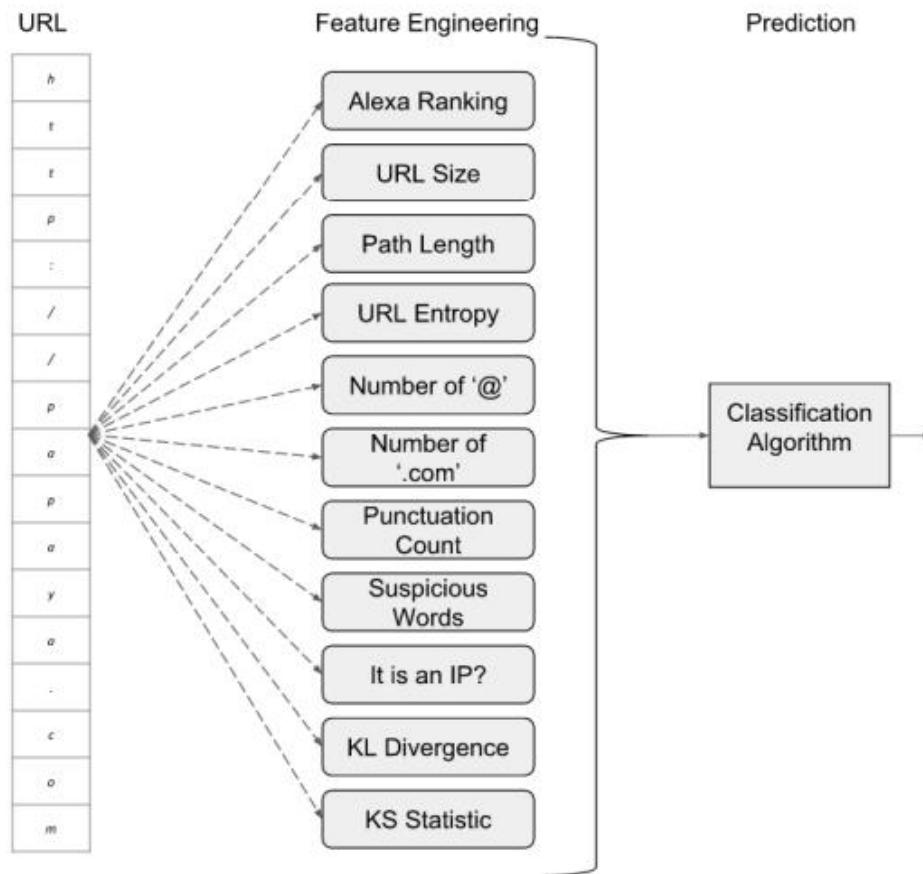 URL
Feature Engineering
Prediction
h
t
t
p
:
/
/
p
a
p
a
y
a
.
c
o
m
Alexa Ranking
URL Size
Path Length
URL Entropy
Number of ‘@’
Number of
‘.com’
Punctuation
Count
Suspicious
Words
It is an IP?
KL Divergence
KS Statistic
Classification
Algorithm